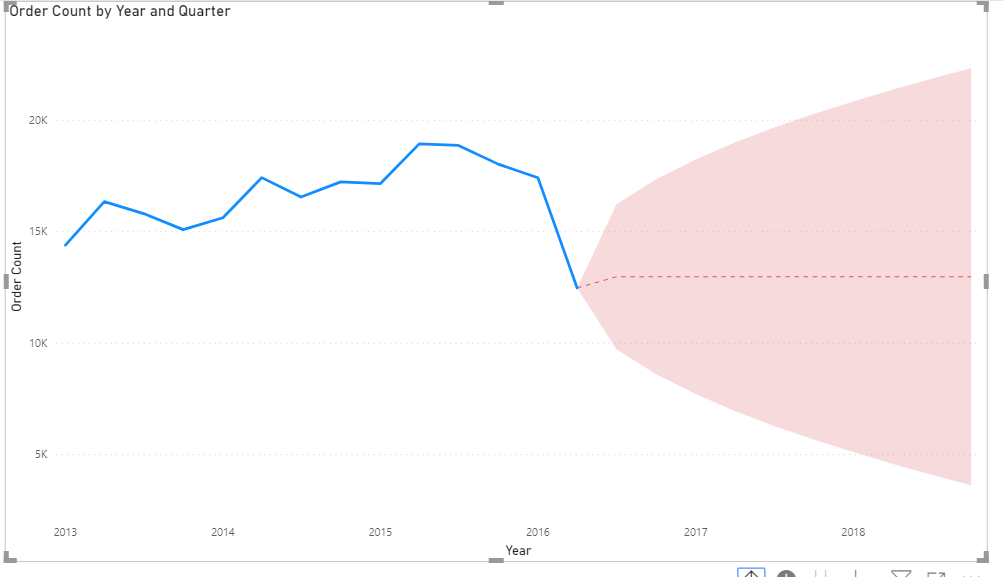 Order Count by Year and Quarter
20K
15K
10K
5K
Order Count
2013 2014 2015 2016 2017 2018
Year